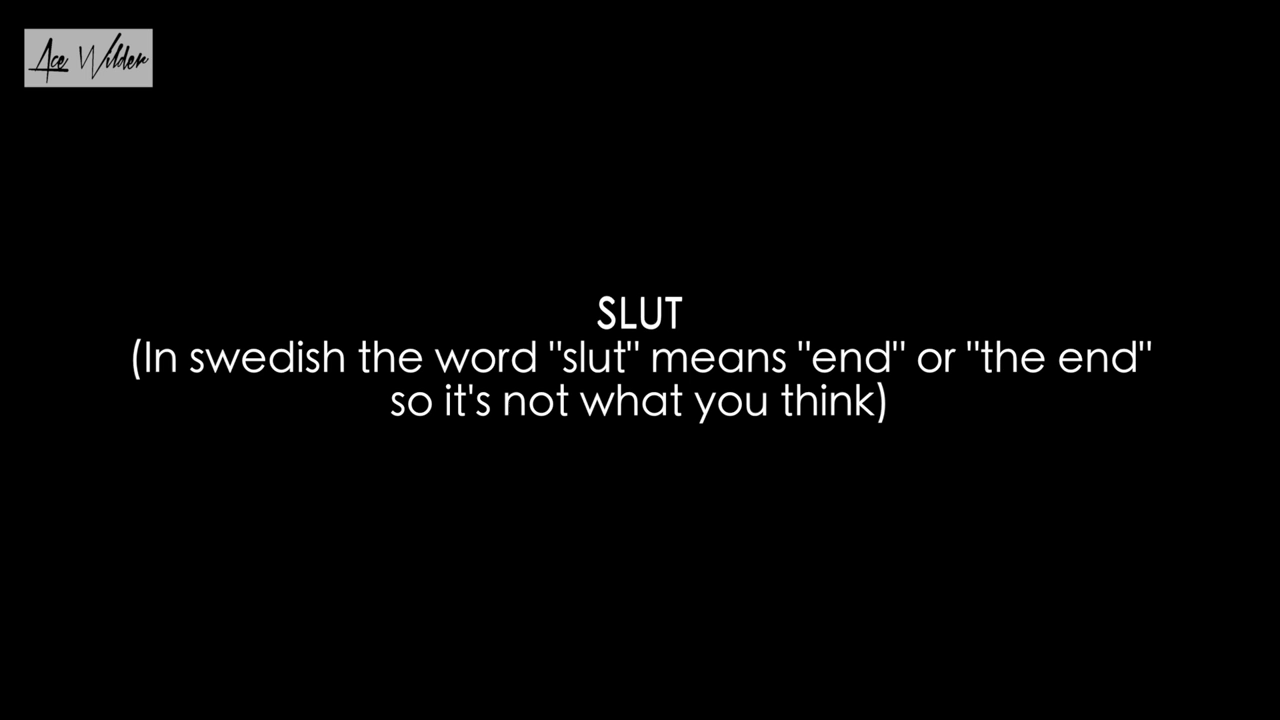 Ace Wilder
SLUT
(In swedish the word "slut" means "end" or "the end"
so it's not what you think)